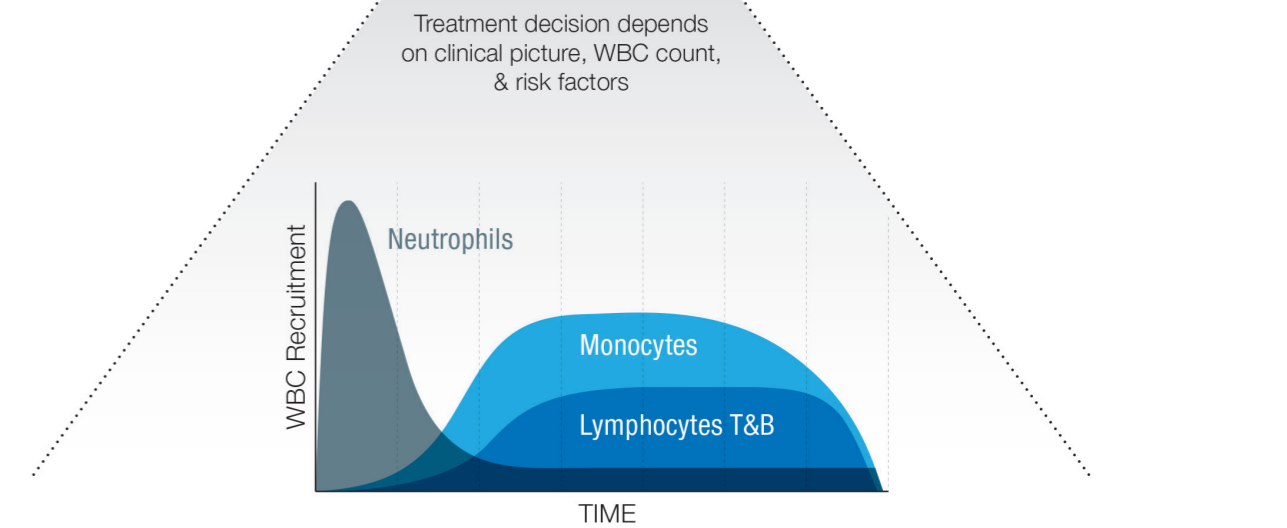 Treatment decision depends
on clinical picture, WBC count,
& risk factors
Neutrophils
WBC Recruitment
Monocytes
Lymphocytes T&B
TIME